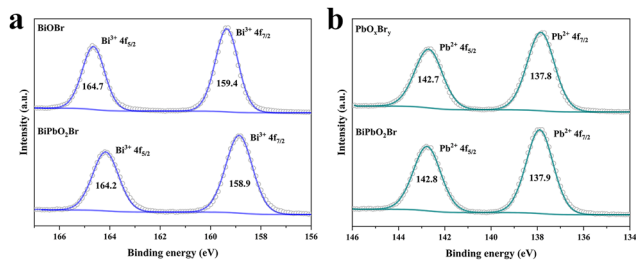 a
BiOBr
Bi³⁺ 4f₅/₂
164.7
Bi³⁺ 4f₇/₂
159.4
BiPbO₂Br
Bi³⁺ 4f₅/₂
164.2
Bi³⁺ 4f₇/₂
158.9
Intensity (a.u.)
166 164 162 160 158 156
Binding energy (eV)
b
PbOₓBrᵧ
Pb²⁺ 4f₅/₂
142.7
Pb²⁺ 4f₇/₂
137.8
BiPbO₂Br
Pb²⁺ 4f₅/₂
142.8
Pb²⁺ 4f₇/₂
137.9
Intensity (a.u.)
146 144 142 140 138 136 134
Binding energy (eV)